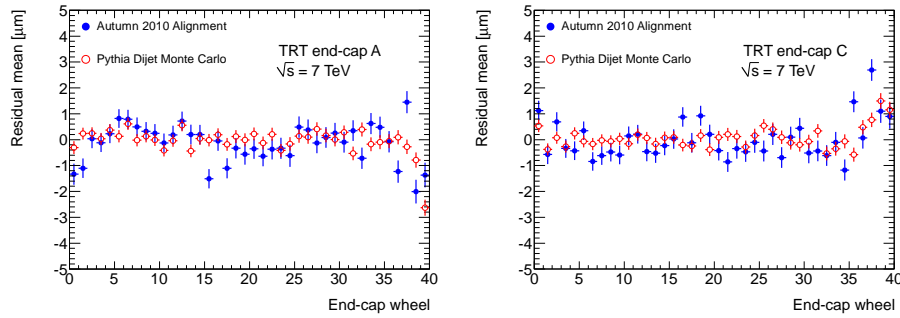 Residual mean [μm]
5
4
3
2
1
0
-1
-2
-3
-4
-5
Autumn 2010 Alignment
Pythia Dijet Monte Carlo
TRT end-cap A
√s = 7 TeV
0 5 10 15 20 25 30 35 40
End-cap wheel
Residual mean [μm]
5
4
3
2
1
0
-1
-2
-3
-4
-5
Autumn 2010 Alignment
Pythia Dijet Monte Carlo
TRT end-cap C
√s = 7 TeV
0 5 10 15 20 25 30 35 40
End-cap wheel